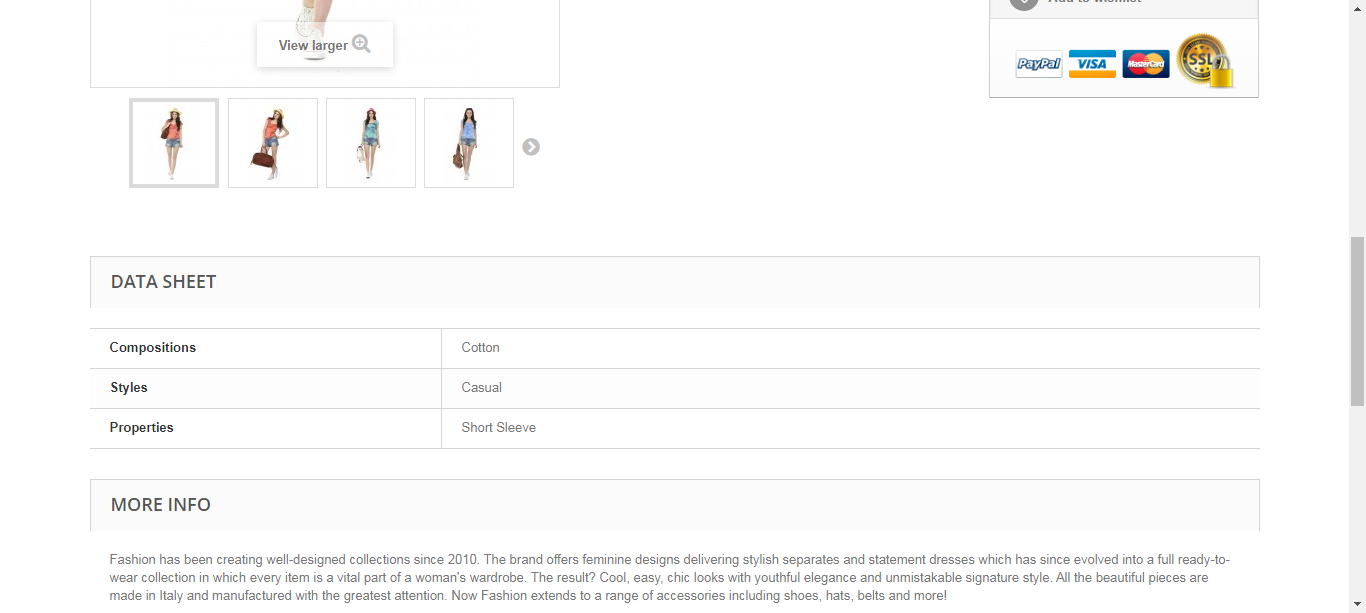 Add to wishlist
View larger
PayPal VISA MasterCard SSL
DATA SHEET
Compositions Cotton
Styles Casual
Properties Short Sleeve
MORE INFO
Fashion has been creating well-designed collections since 2010. The brand offers feminine designs delivering stylish separates and statement dresses which has since evolved into a full ready-to-
wear collection in which every item is a vital part of a woman's wardrobe. The result? Cool, easy, chic looks with youthful elegance and unmistakable signature style. All the beautiful pieces are
made in Italy and manufactured with the greatest attention. Now Fashion extends to a range of accessories including shoes, hats, belts and more!